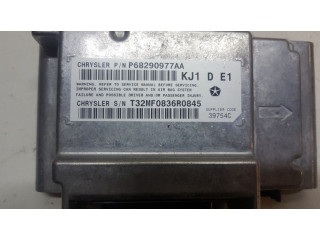 CHRYSLER P/N P68290977AA
KJ1 D E1
REFER TO SERVICE MANUAL BEFORE SERVICING
IMPROPER SERVICING CAN RESULT IN AIR BAG SYSTEM
FAILURE AND POSSIBLE DRIVER AND/OR PASSENGER INJURY.
CHRYSLER S/N T32MF0836R0845
SUPPLIER CODE
39754C